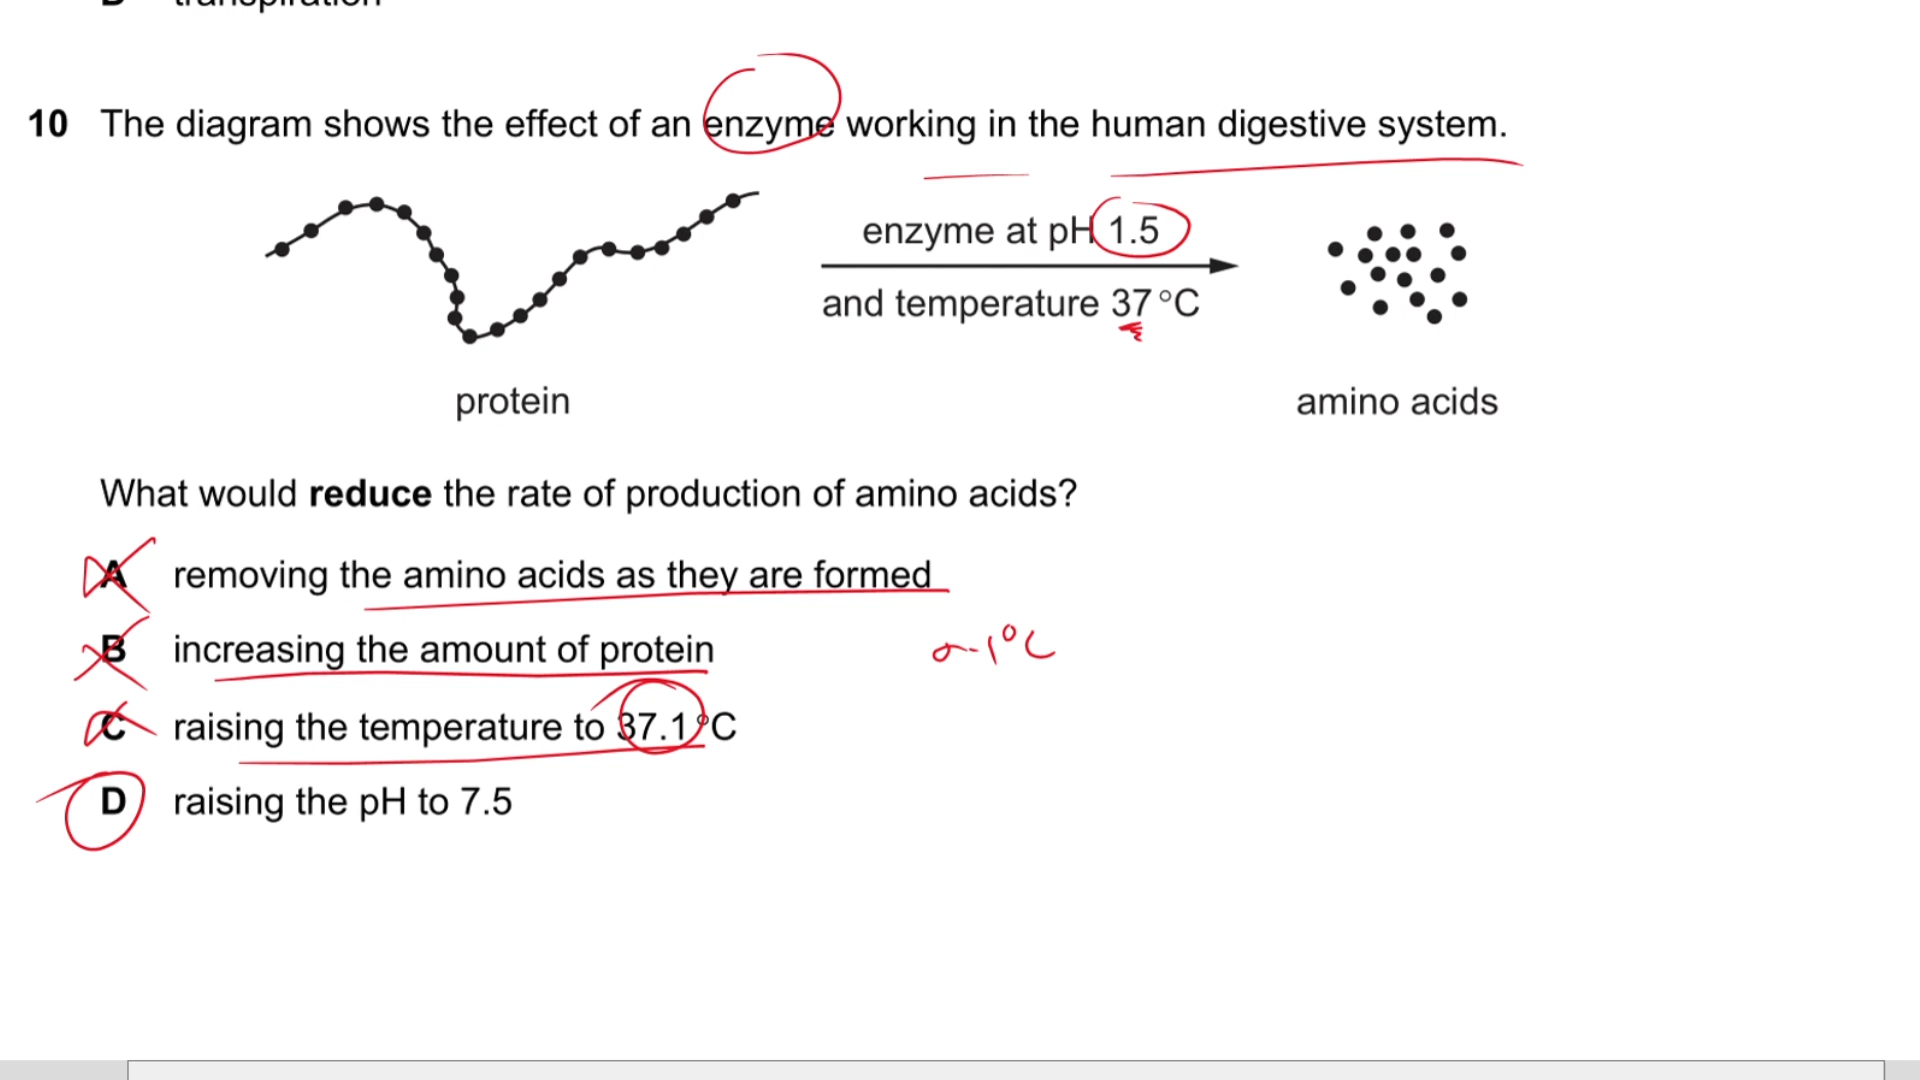 10 The diagram shows the effect of an enzyme working in the human digestive system.
enzyme at pH 1.5
and temperature 37 °C
protein
amino acids
What would reduce the rate of production of amino acids?
A removing the amino acids as they are formed
B increasing the amount of protein
0.1°C
C raising the temperature to 37.1 °C
D raising the pH to 7.5